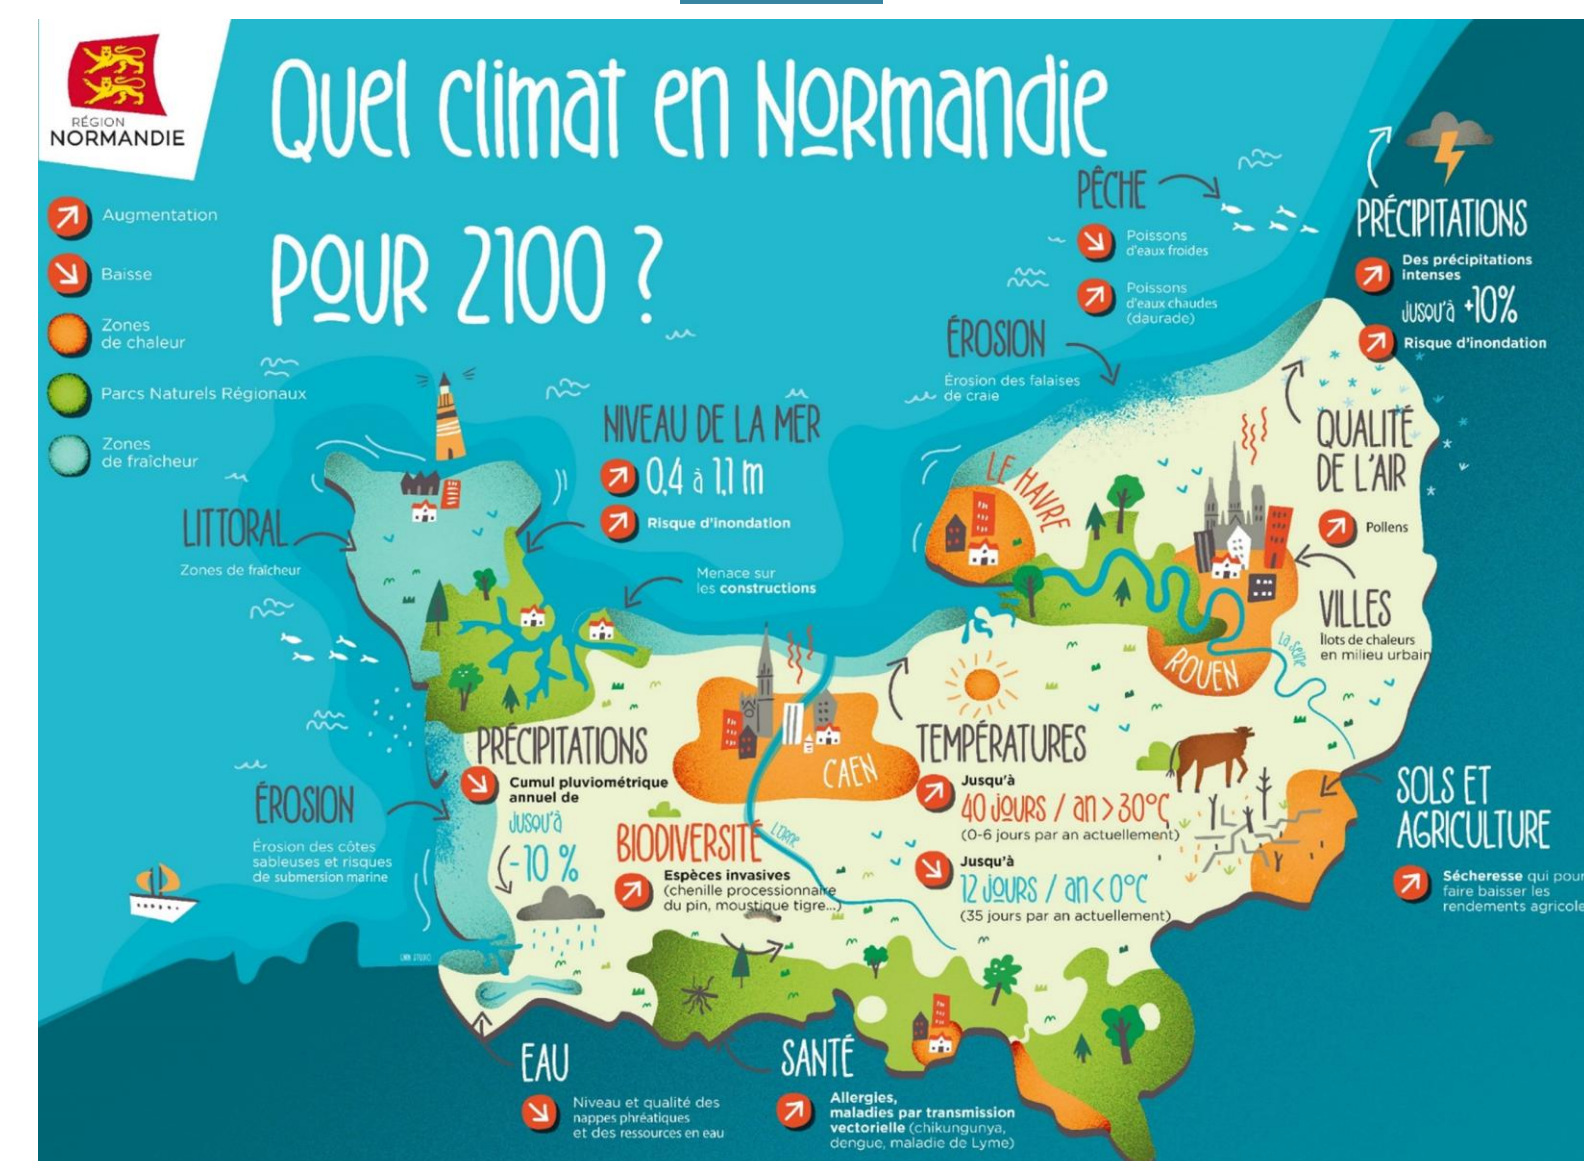 RÉGION
NORMANDIE
Quel climat en Normandie
pour 2100 ?
Augmentation
Baisse
Zones
de chaleur
Parcs Naturels Régionaux
Zones
de fraîcheur
PÊCHE
Poissons
d'eaux froides
Poissons
d'eaux chaudes
(daurade)
PRÉCIPITATIONS
Des précipitations
intenses
jusqu'à +10%
Risque d'inondation
ÉROSION
Érosion des falaises
de craie
NIVEAU DE LA MER
0,4 à 1,1 m
Risque d'inondation
Menace sur
les constructions
LITTORAL
Zones de fraîcheur
LE HAVRE
QUALITÉ
DE L'AIR
Pollens
VILLES
Îlots de chaleurs
en milieu urbain
ROUEN
La Seine
PRÉCIPITATIONS
Cumul pluviométrique
annuel de
jusqu'à
-10 %
CAEN
L'Orne
TEMPÉRATURES
Jusqu'à
40 jours / an > 30°C
(0-6 jours par an actuellement)
Jusqu'à
12 jours / an < 0°C
(35 jours par an actuellement)
ÉROSION
Érosion des côtes
sableuses et risques
de submersion marine
BIODIVERSITÉ
Espèces invasives
(chenille processionnaire
du pin, moustique tigre...)
SOLS ET
AGRICULTURE
Sécheresse qui pour
faire baisser les
rendements agricole
EAU
Niveau et qualité des
nappes phréatiques
et des ressources en eau
SANTÉ
Allergies,
maladies par transmission
vectorielle (chikungunya,
dengue, maladie de Lyme)